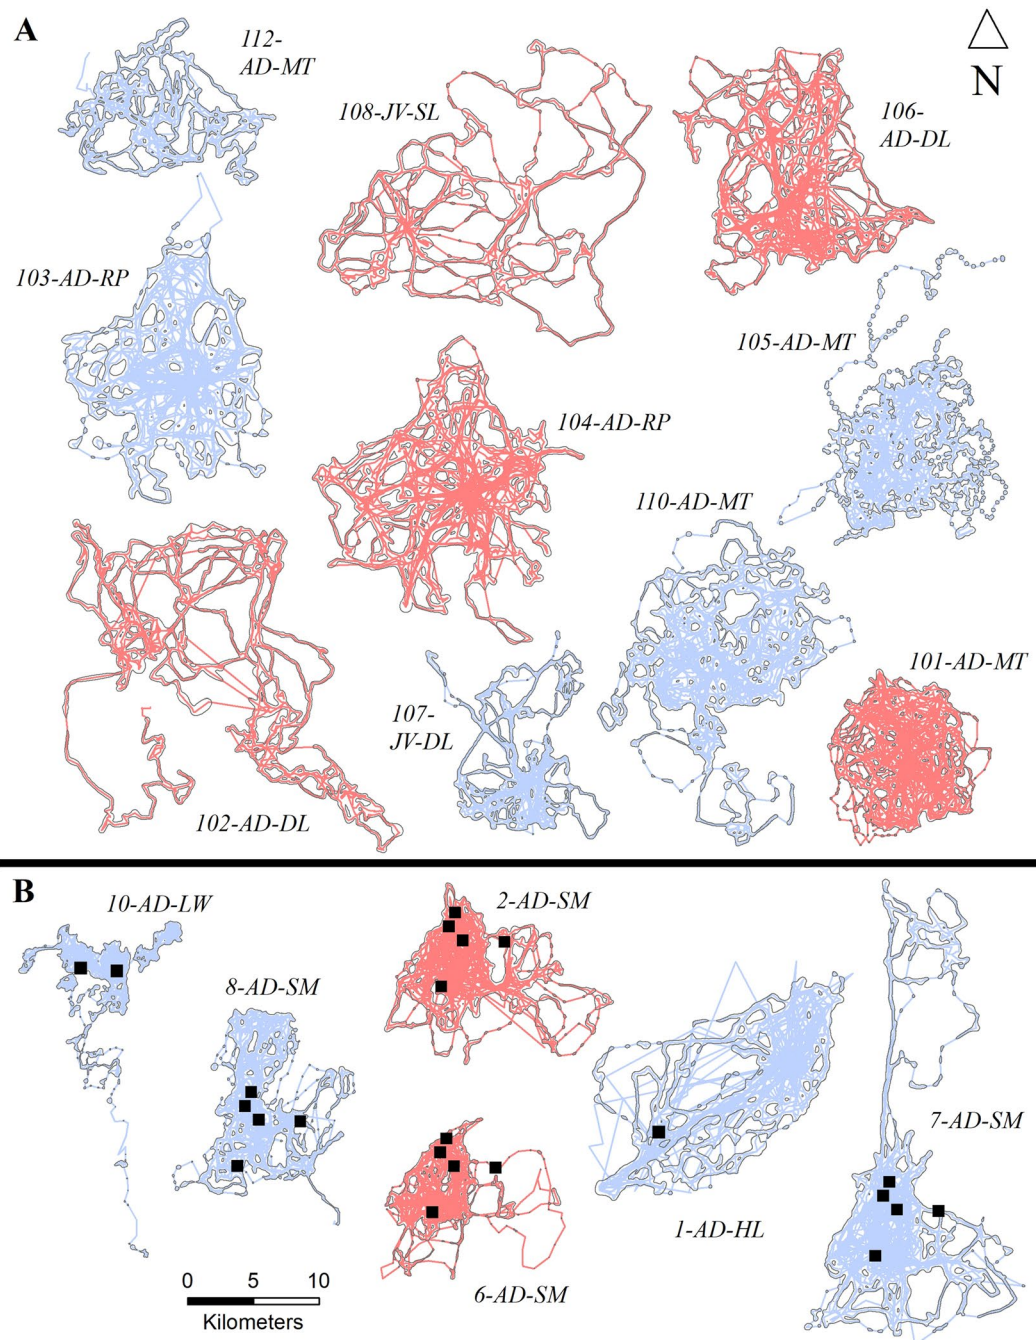 A
112-
AD-MT
108-JV-SL
106-
AD-DL
N
103-AD-RP
105-AD-MT
104-AD-RP
110-AD-MT
101-AD-MT
107-
JV-DL
102-AD-DL
B
10-AD-LW
2-AD-SM
8-AD-SM
7-AD-SM
1-AD-HL
6-AD-SM
0 5 10
Kilometers